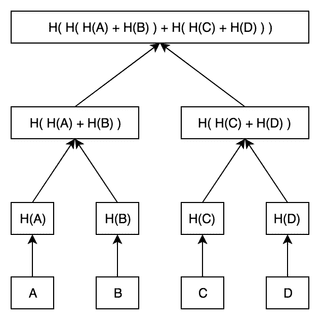 H( H( H(A) + H(B) ) + H( H(C) + H(D) ) )
H( H(A) + H(B) )
H( H(C) + H(D) )
H(A)
H(B)
H(C)
H(D)
A
B
C
D